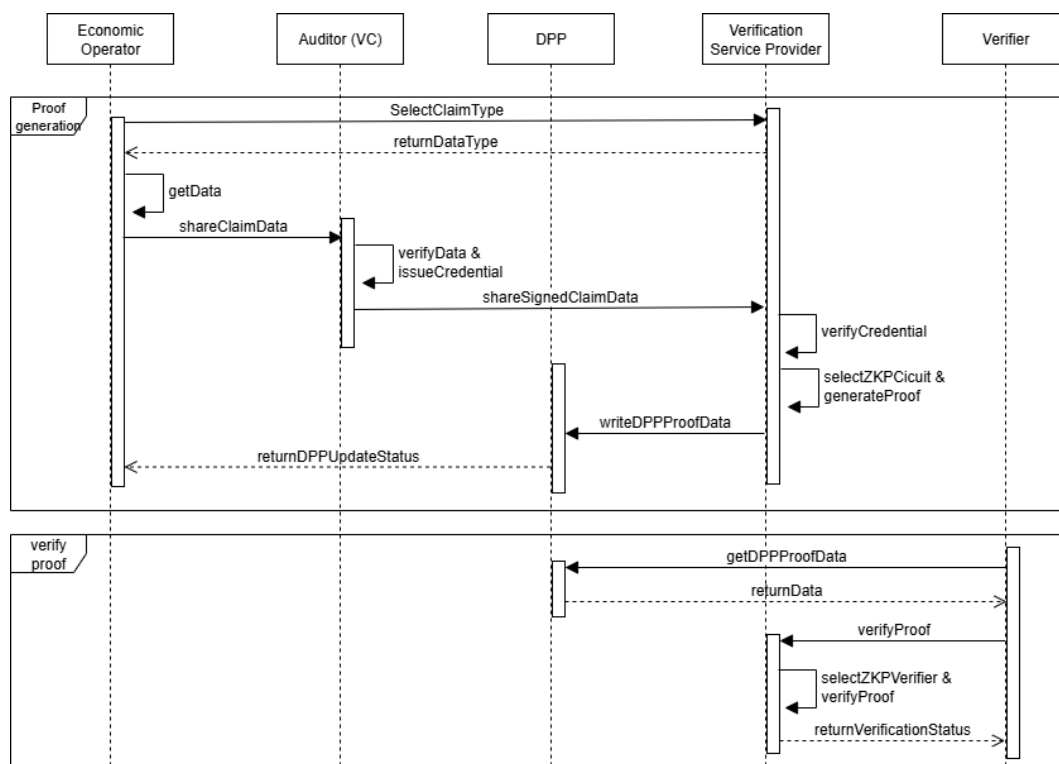 Economic
Operator
Auditor (VC)
DPP
Verification
Service Provider
Verifier
Proof
generation
SelectClaimType
returnDataType
getData
shareClaimData
verifyData &
issueCredential
shareSignedClaimData
verifyCredential
selectZKPCicuit &
generateProof
writeDPPProofData
returnDPPUpdateStatus
verify
proof
getDPPProofData
returnData
verifyProof
selectZKPVerifier &
verifyProof
returnVerificationStatus